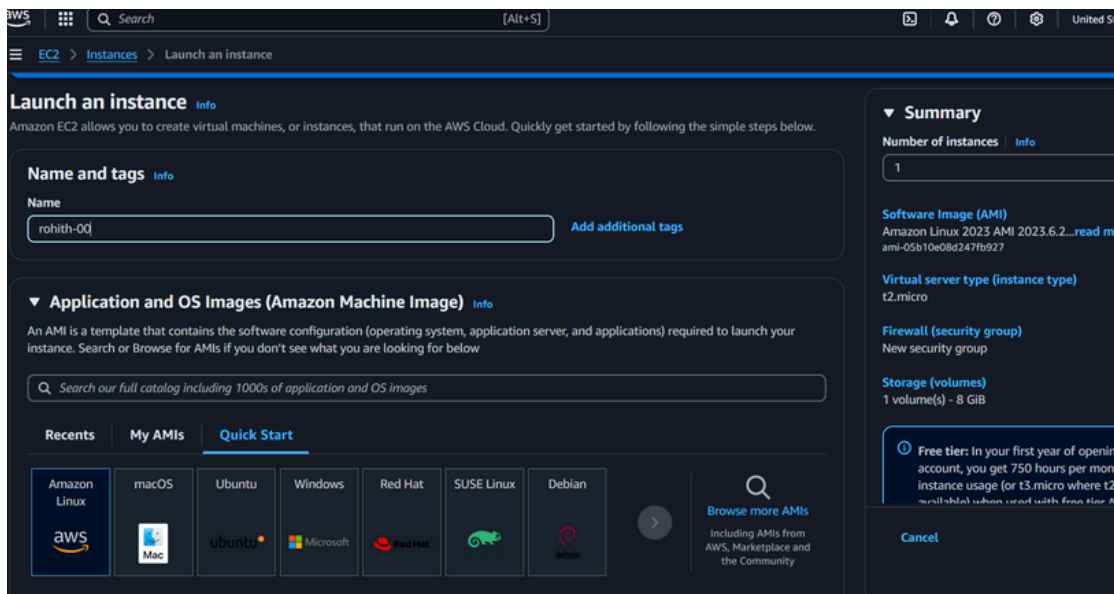 aws
Search [Alt+S]
United S
EC2 > Instances > Launch an instance
Launch an instance Info
Amazon EC2 allows you to create virtual machines, or instances, that run on the AWS Cloud. Quickly get started by following the simple steps below.
Name and tags Info
Name
rohith-00
Add additional tags
Application and OS Images (Amazon Machine Image) Info
An AMI is a template that contains the software configuration (operating system, application server, and applications) required to launch your
instance. Search or Browse for AMIs if you don't see what you are looking for
below
Search our full catalog including 1000s of application and OS images
Recents
My AMIs
Quick Start
Amazon
Linux
aws
macOS
Mac
Ubuntu
ubuntu
Windows
Microsoft
Red Hat
RedHat
SUSE Linux
Debian
debian
Browse more AMIs
Including AMIs from
AWS, Marketplace and
the Community
Summary
Number of instances Info
1
Software Image (AMI)
Amazon Linux 2023 AMI 2023.6.2...read m
ami-05b10e08d247fb927
Virtual server type (instance type)
t2.micro
Firewall (security group)
New security group
Storage (volumes)
1 volume(s) - 8 GiB
Free tier: In your first year of openin
account, you get 750 hours per mon
instance usage (or t3.micro where t2
available) when used with free tier A
Cancel